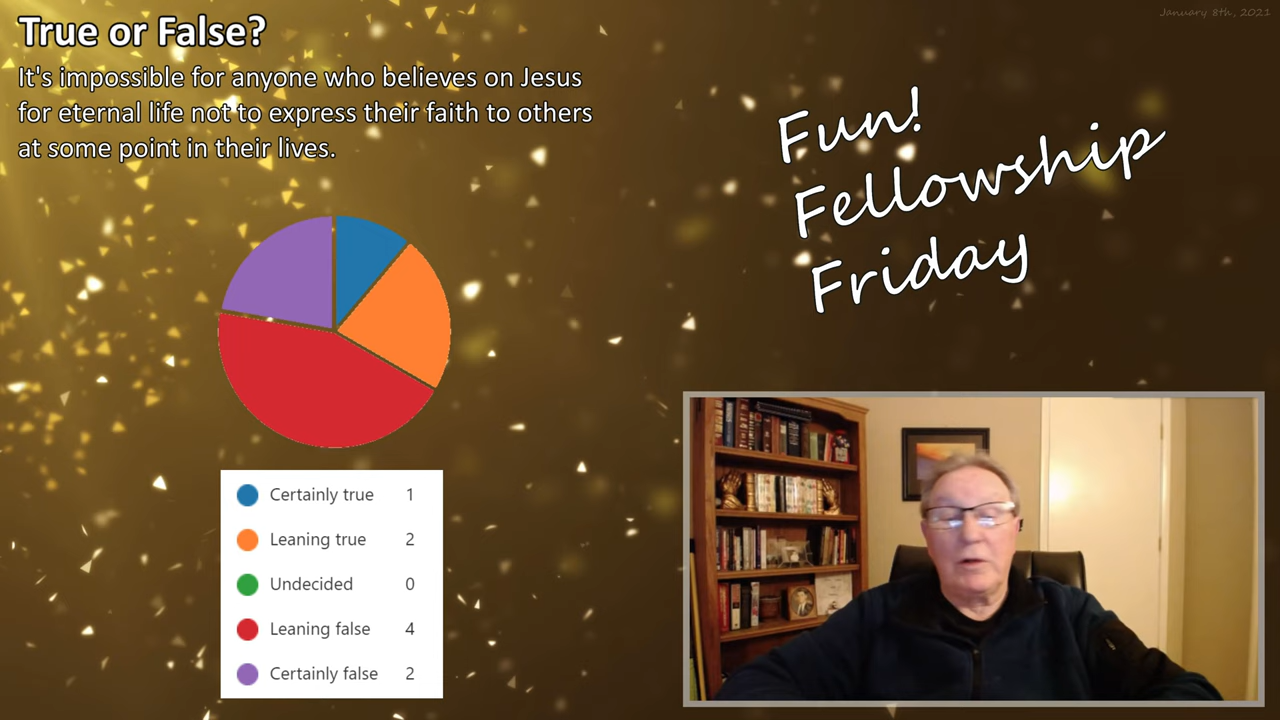 True or False?
It's impossible for anyone who believes on Jesus
for eternal life not to express their faith to others
at some point in their lives.
January 8th, 2021
Fun!
Fellowship
Friday
Certainly true 1
Leaning true 2
Undecided 0
Leaning false 4
Certainly false 2